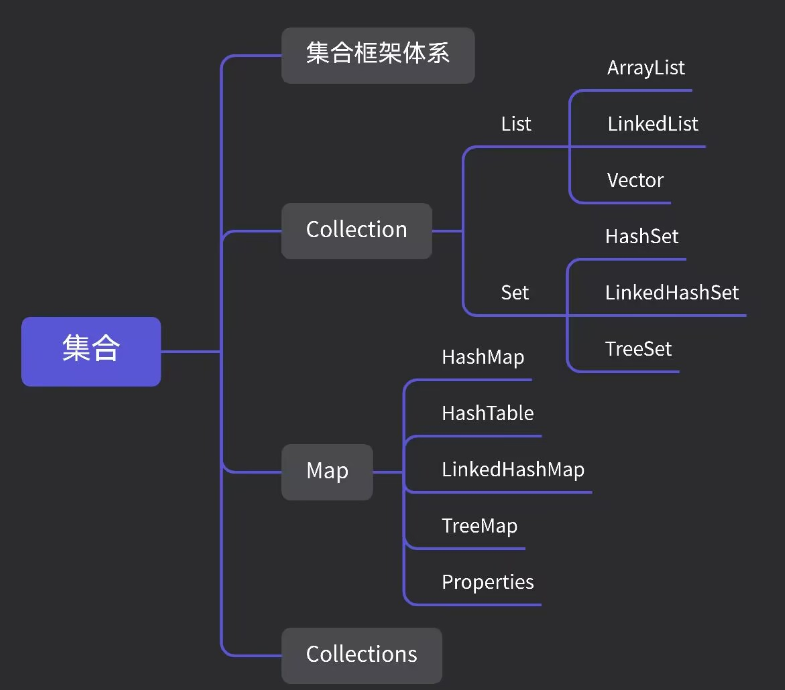 集合
集合框架体系
Collection
List
ArrayList
LinkedList
Vector
Set
HashSet
LinkedHashSet
TreeSet
Map
HashMap
HashTable
LinkedHashMap
TreeMap
Properties
Collections